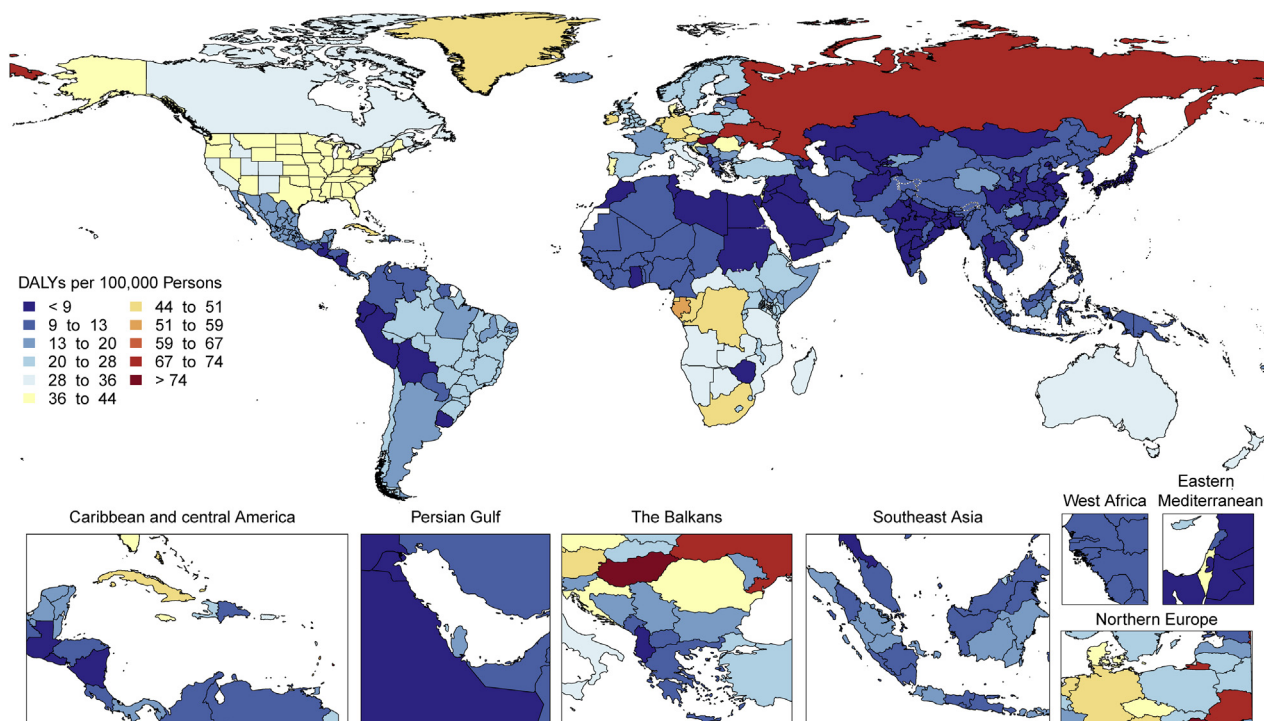 DALYs per 100,000 Persons
< 9
9 to 13
13 to 20
20 to 28
28 to 36
36 to 44
44 to 51
51 to 59
59 to 67
67 to 74
> 74
Caribbean and central America
Persian Gulf
The Balkans
Southeast Asia
West Africa
Eastern
Mediterranean
Northern Europe